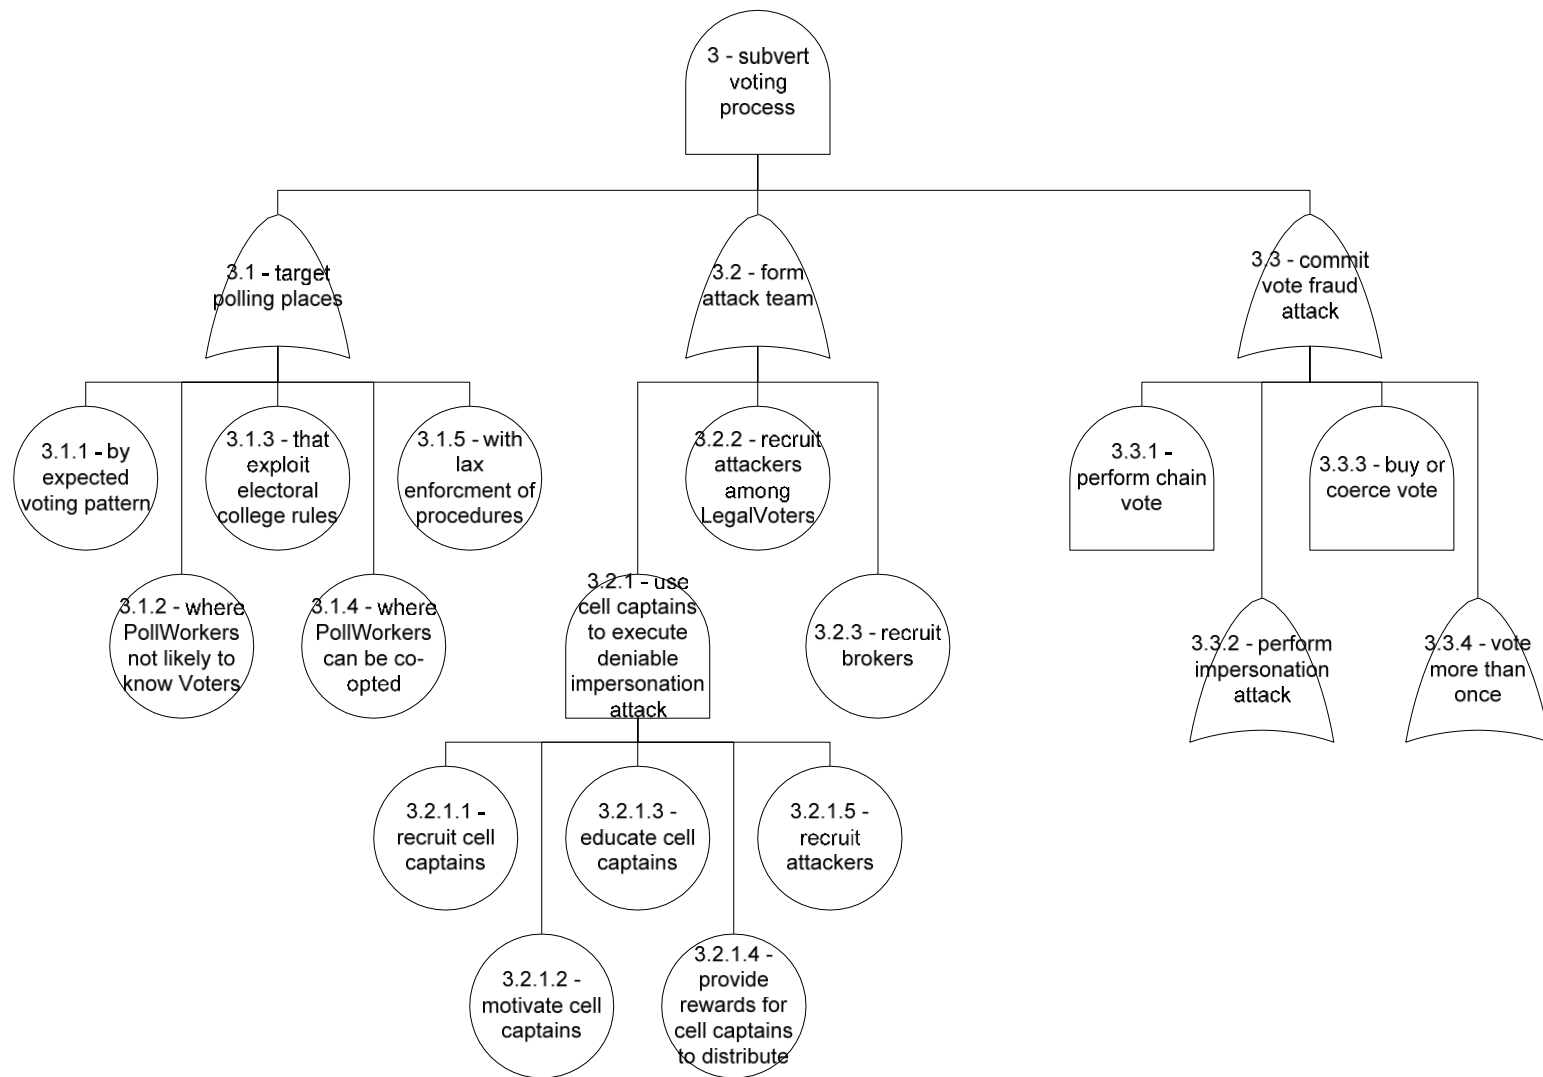 3 - subvert
voting
process
3.1 - target
polling places
3.2 - form
attack team
3.3 - commit
vote fraud
attack
3.1.1 - by
expected
voting pattern
3.1.3 - that
exploit
electoral
college rules
3.1.5 - with
lax
enforcment of
procedures
3.2.2 - recruit
attackers
among
LegalVoters
3.3.1 -
perform chain
vote
3.3.3 - buy or
coerce vote
3.1.2 - where
PollWorkers
not likely to
know Voters
3.1.4 - where
PollWorkers
can be co-
opted
3.2.1 - use
cell captains
to execute
deniable
impersonation
attack
3.2.3 - recruit
brokers
3.3.2 - perform
impersonation
attack
3.3.4 - vote
more than
once
3.2.1.1 -
recruit cell
captains
3.2.1.3 -
educate cell
captains
3.2.1.5 -
recruit
attackers
3.2.1.2 -
motivate cell
captains
3.2.1.4 -
provide
rewards for
cell captains
to distribute